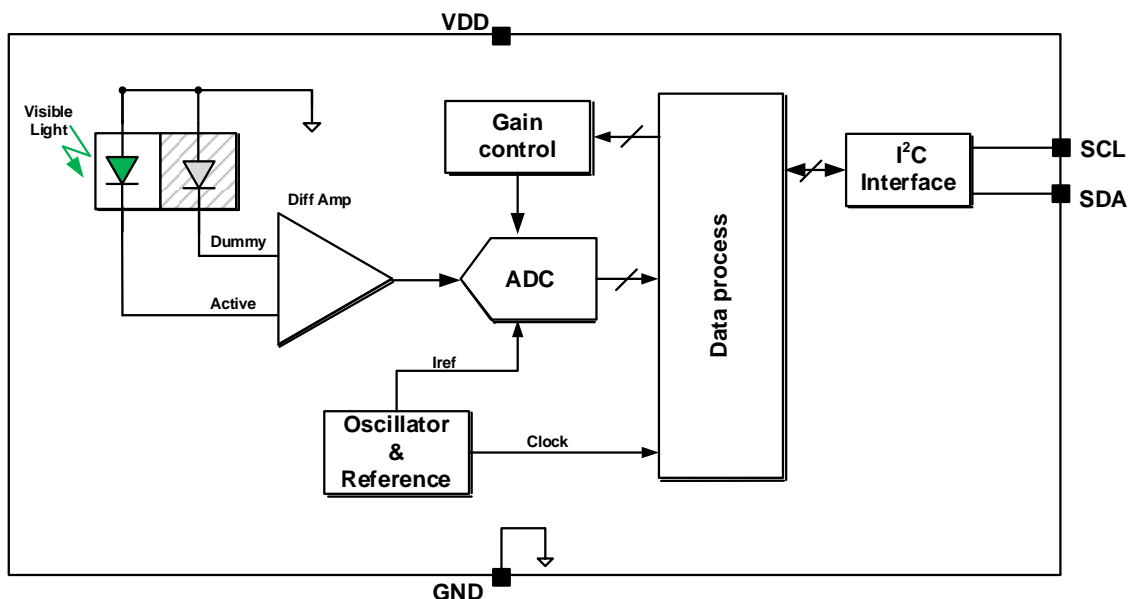 VDD
Visible
Light
Gain
control
I²C
Interface
SCL
SDA
Diff Amp
Dummy
ADC
Active
Data process
Iref
Oscillator
&
Reference
Clock
GND